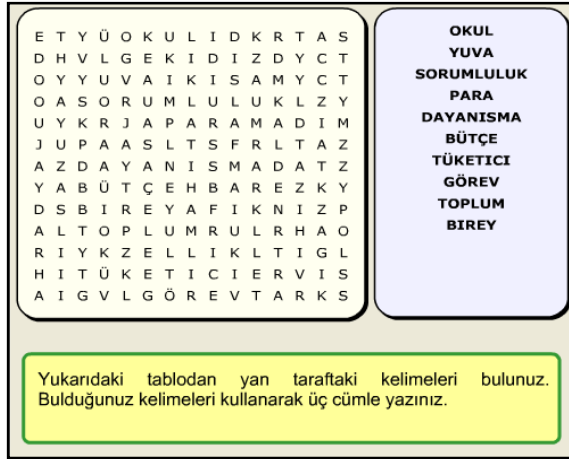 E T Y Ü O K U L I D K R T A S
D H V L G E K I D I Z D Y C T
O Y Y U V A I K I S A M Y C T
O A S O R U M L U L U K L Z Y
U Y K R J A P A R A M A D I M
J U P A A S L T S F R L T A Z
A Z D A Y A N I S M A D A T Z
Y A B Ü T Ç E H B A R E Z K Y
D S B I R E Y A F I K N I Z P
A L T O P L U M R U L R H A O
R I Y K Z E L L I K L T I G L
H I T Ü K E T I C I E R V I S
A I G V L G Ö R E V T A R K S
OKUL
YUVA
SORUMLULUK
PARA
DAYANISMA
BÜTÇE
TÜKETICI
GÖREV
TOPLUM
BIREY
Yukarıdaki tablodan yan taraftaki kelimeleri bulunuz.
Bulduğunuz kelimeleri kullanarak üç cümle yazınız.